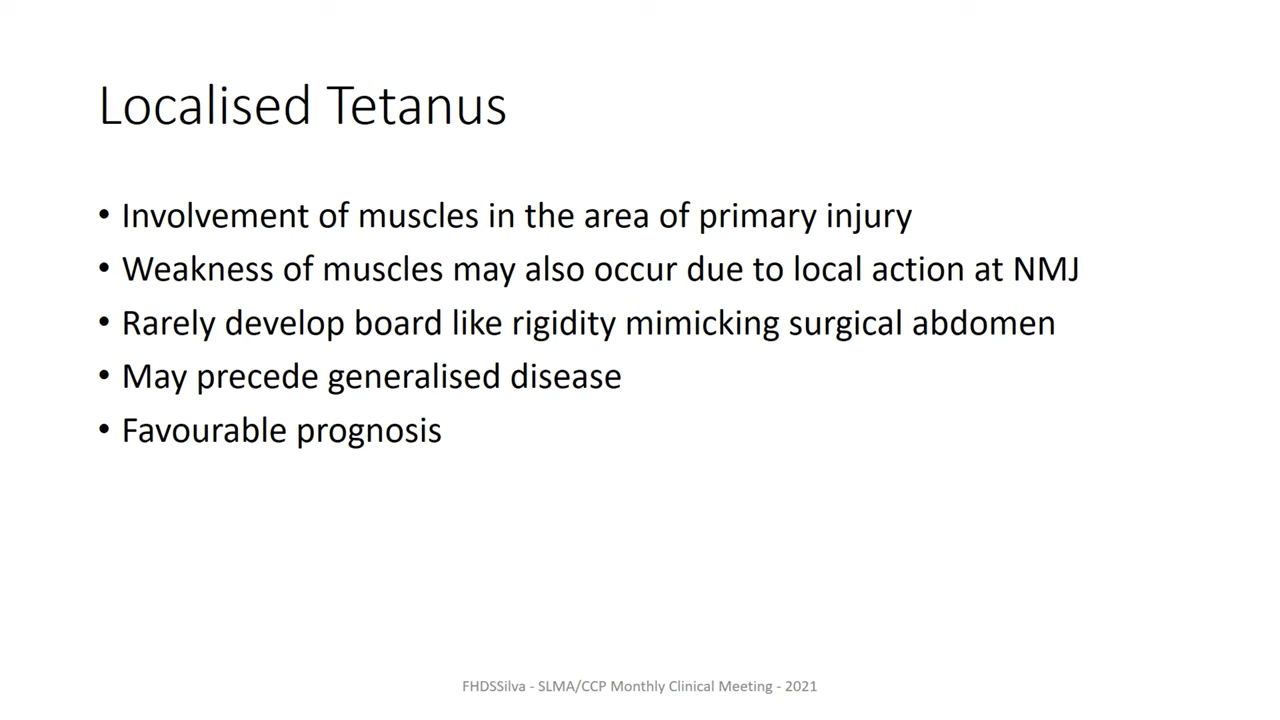 Localised Tetanus
• Involvement of muscles in the area of primary injury
• Weakness of muscles may also occur due to local action at NMJ
• Rarely develop board like rigidity mimicking surgical abdomen
• May precede generalised disease
• Favourable prognosis
FHDSSilva - SLMA/CCP Monthly Clinical Meeting - 2021